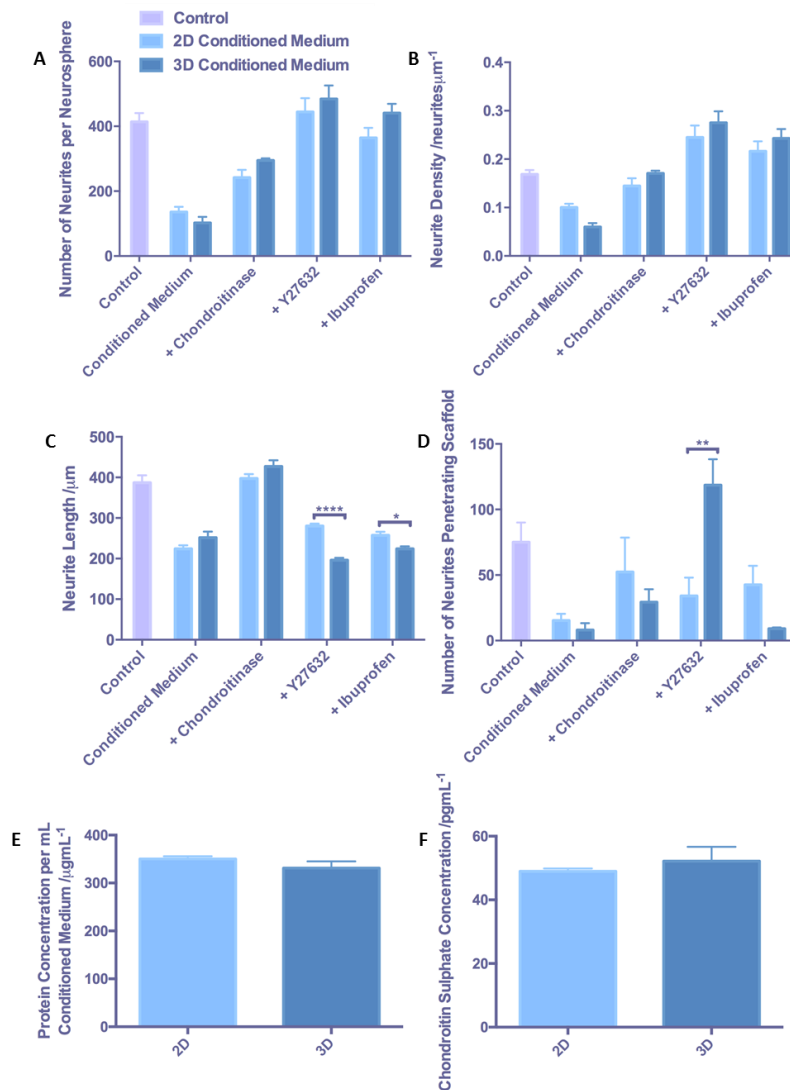 Control
2D Conditioned Medium
3D Conditioned Medium
A
Number of Neurites per Neurosphere
600
400
200
0
Control
Conditioned Medium
+ Chondroitinase
+ Y27632
+ Ibuprofen
B
Neurite Density /neuritesμm-1
0.4
0.3
0.2
0.1
0.0
Control
Conditioned Medium
+ Chondroitinase
+ Y27632
+ Ibuprofen
C
Neurite Length /μm
500
400
300
200
100
0
****
*
Control
Conditioned Medium
+ Chondroitinase
+ Y27632
+ Ibuprofen
D
Number of Neurites Penetrating Scaffold
150
100
50
0
**
Control
Conditioned Medium
+ Chondroitinase
+ Y27632
+ Ibuprofen
E
Protein Concentration per mL
Conditioned Medium /μgmL-1
400
300
200
100
0
2D
3D
F
Chondroitin Sulphate Concentration /pgmL-1
60
40
20
0
2D
3D